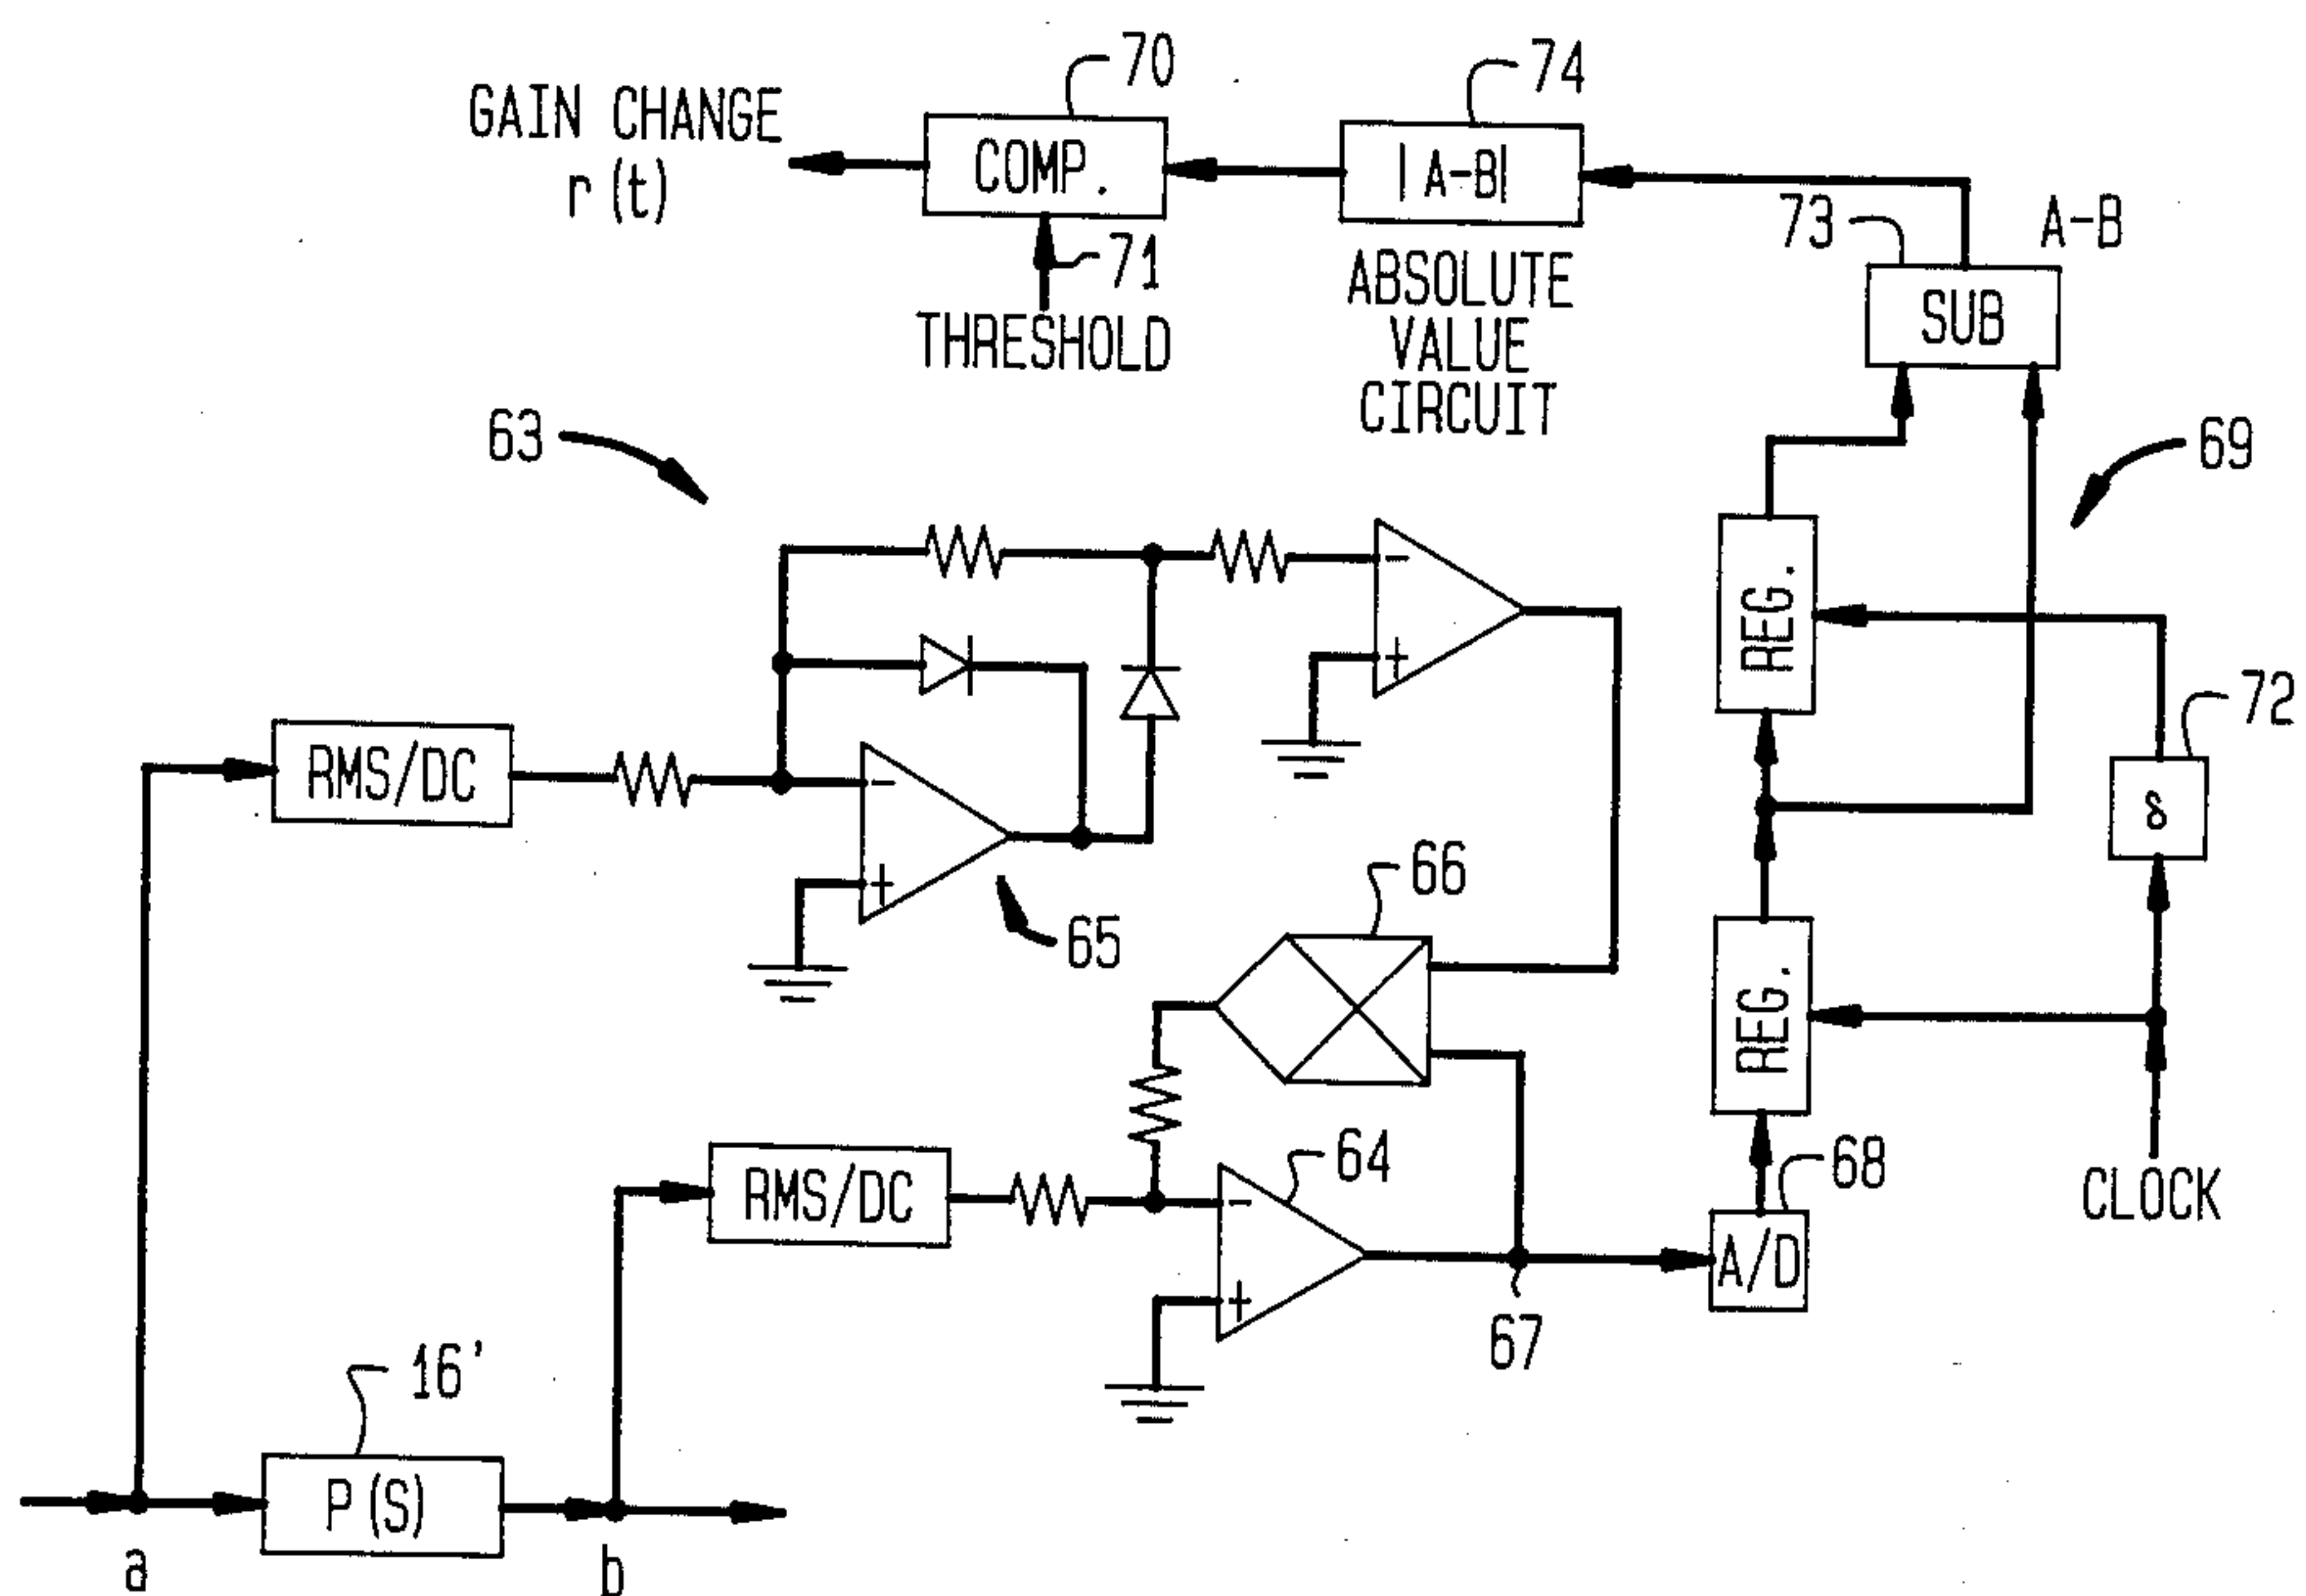 GAIN CHANGE
r(t)
70
COMP.
71
THRESHOLD
74
|A-B|
ABSOLUTE
VALUE
CIRCUIT
73
A-B
SUB
63
69
REG.
72
δ
RMS/DC
-
+
65
-
+
66
REG.
CLOCK
RMS/DC
-
+
64
67
68
A/D
16'
P(S)
a
b